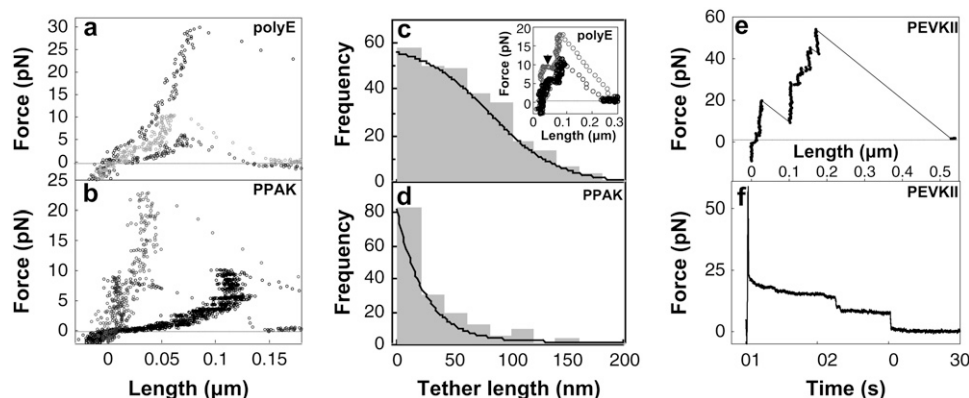 a
polyE
Force (pN)
30
25
20
15
10
5
0
b
PPAK
Force (pN)
25
20
15
10
5
0
0
0.05
0.10
0.15
Length (µm)
c
Frequency
60
40
20
0
polyE
Force (pN)
20
15
10
5
0
0
0.1
0.3
Length (µm)
d
PPAK
Frequency
80
60
40
20
0
0
50
100
150
200
Tether length (nm)
e
PEVKII
Force (pN)
60
40
20
0
Length (µm)
0
0.1
0.2
0.3
0.4
0.5
f
PEVKII
Force (pN)
50
25
0
01
02
0
30
Time (s)